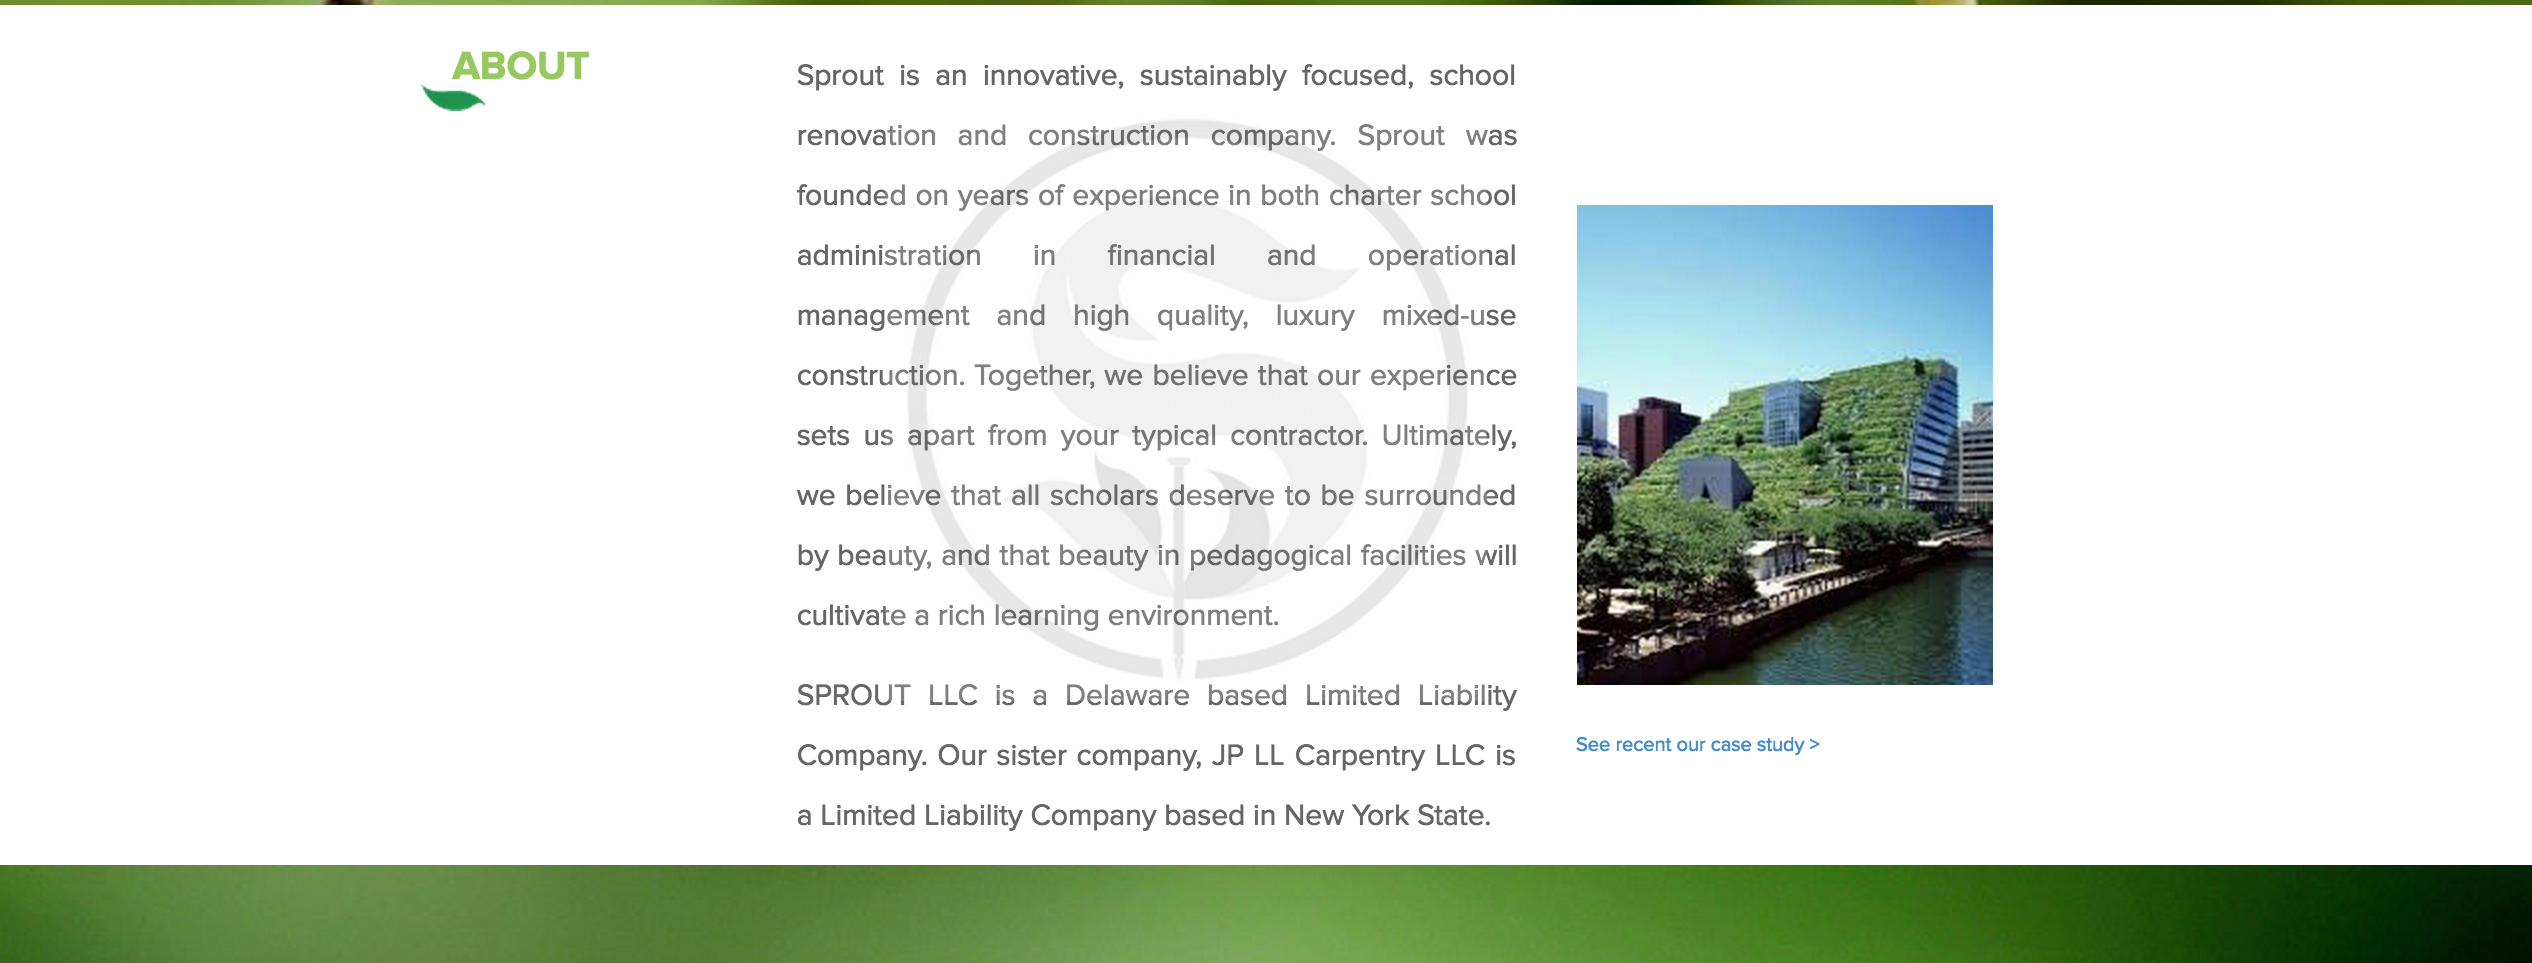 ABOUT
Sprout is an innovative, sustainably focused, school
renovation and construction company. Sprout was
founded on years of experience in both charter school
administration in financial and operational
management and high quality, luxury mixed-use
construction. Together, we believe that our experience
sets us apart from your typical contractor. Ultimately,
we believe that all scholars deserve to be surrounded
by beauty, and that beauty in pedagogical facilities will
cultivate a rich learning environment.
SPROUT LLC is a Delaware based Limited Liability
Company. Our sister company, JP LL Carpentry LLC is
a Limited Liability Company based in New York State.
See recent our case study >